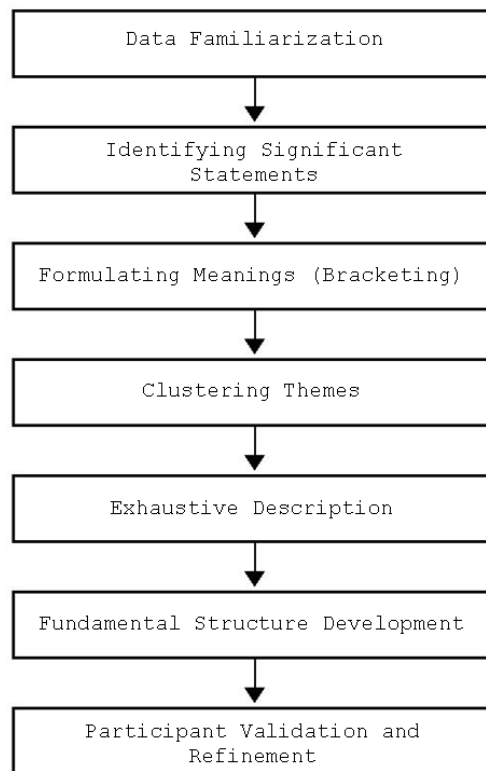 Data Familiarization
Identifying Significant
Statements
Formulating Meanings (Bracketing)
Clustering Themes
Exhaustive Description
Fundamental Structure Development
Participant Validation and
Refinement